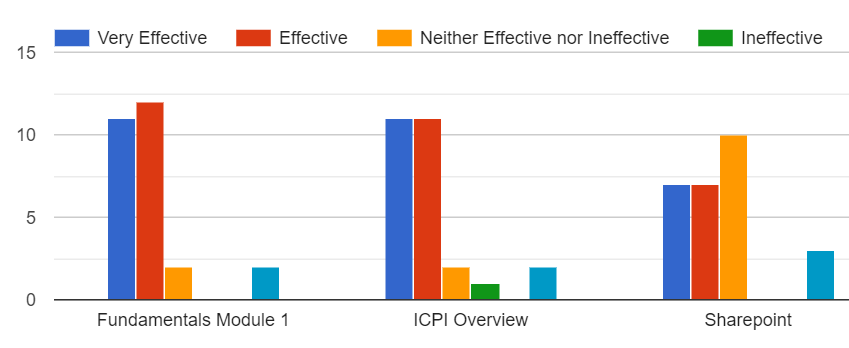 Very Effective Effective Neither Effective nor Ineffective Ineffective
15
10
5
0
Fundamentals Module 1 ICPI Overview Sharepoint